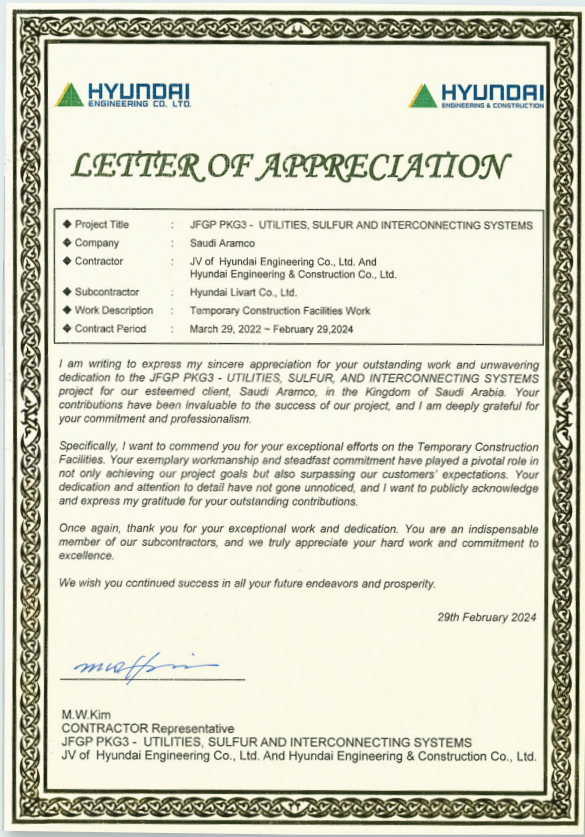 HYUNDAI
ENGINEERING CO. LTD.
HYUNDAI
ENGINEERING & CONSTRUCTION
LETTER OF APPRECIATION
◆ Project Title : JFGP PKG3 - UTILITIES, SULFUR AND INTERCONNECTING SYSTEMS
◆ Company : Saudi Aramco
◆ Contractor : JV of Hyundai Engineering Co., Ltd. And
Hyundai Engineering & Construction Co., Ltd.
◆ Subcontractor : Hyundai Livart Co., Ltd.
◆ Work Description : Temporary Construction Facilities Work
◆ Contract Period : March 29, 2022 ~ February 29,2024
I am writing to express my sincere appreciation for your outstanding work and unwavering
dedication to the JFGP PKG3 - UTILITIES, SULFUR, AND INTERCONNECTING SYSTEMS
project for our esteemed client, Saudi Aramco, in the Kingdom of Saudi Arabia. Your
contributions have been invaluable to the success of our project, and I am deeply grateful for
your commitment and professionalism.
Specifically, I want to commend you for your exceptional efforts on the Temporary Construction
Facilities. Your exemplary workmanship and steadfast commitment have played a pivotal role in
not only achieving our project goals but also surpassing our customers' expectations. Your
dedication and attention to detail have not gone unnoticed, and I want to publicly acknowledge
and express my gratitude for your outstanding contributions.
Once again, thank you for your exceptional work and dedication. You are an indispensable
member of our subcontractors, and we truly appreciate your hard work and commitment to
excellence.
We wish you continued success in all your future endeavors and prosperity.
29th February 2024
M.W.Kim
CONTRACTOR Representative
JFGP PKG3 - UTILITIES, SULFUR AND INTERCONNECTING SYSTEMS
JV of Hyundai Engineering Co., Ltd. And Hyundai Engineering & Construction Co., Ltd.